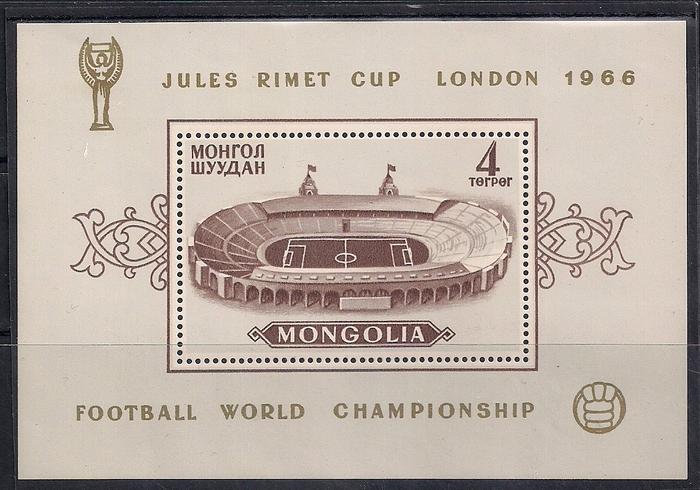 JULES RIMET CUP LONDON 1966
МОНГОЛ
ШУУДАН
4
ТӨГРӨГ
MONGOLIA
FOOTBALL WORLD CHAMPIONSHIP